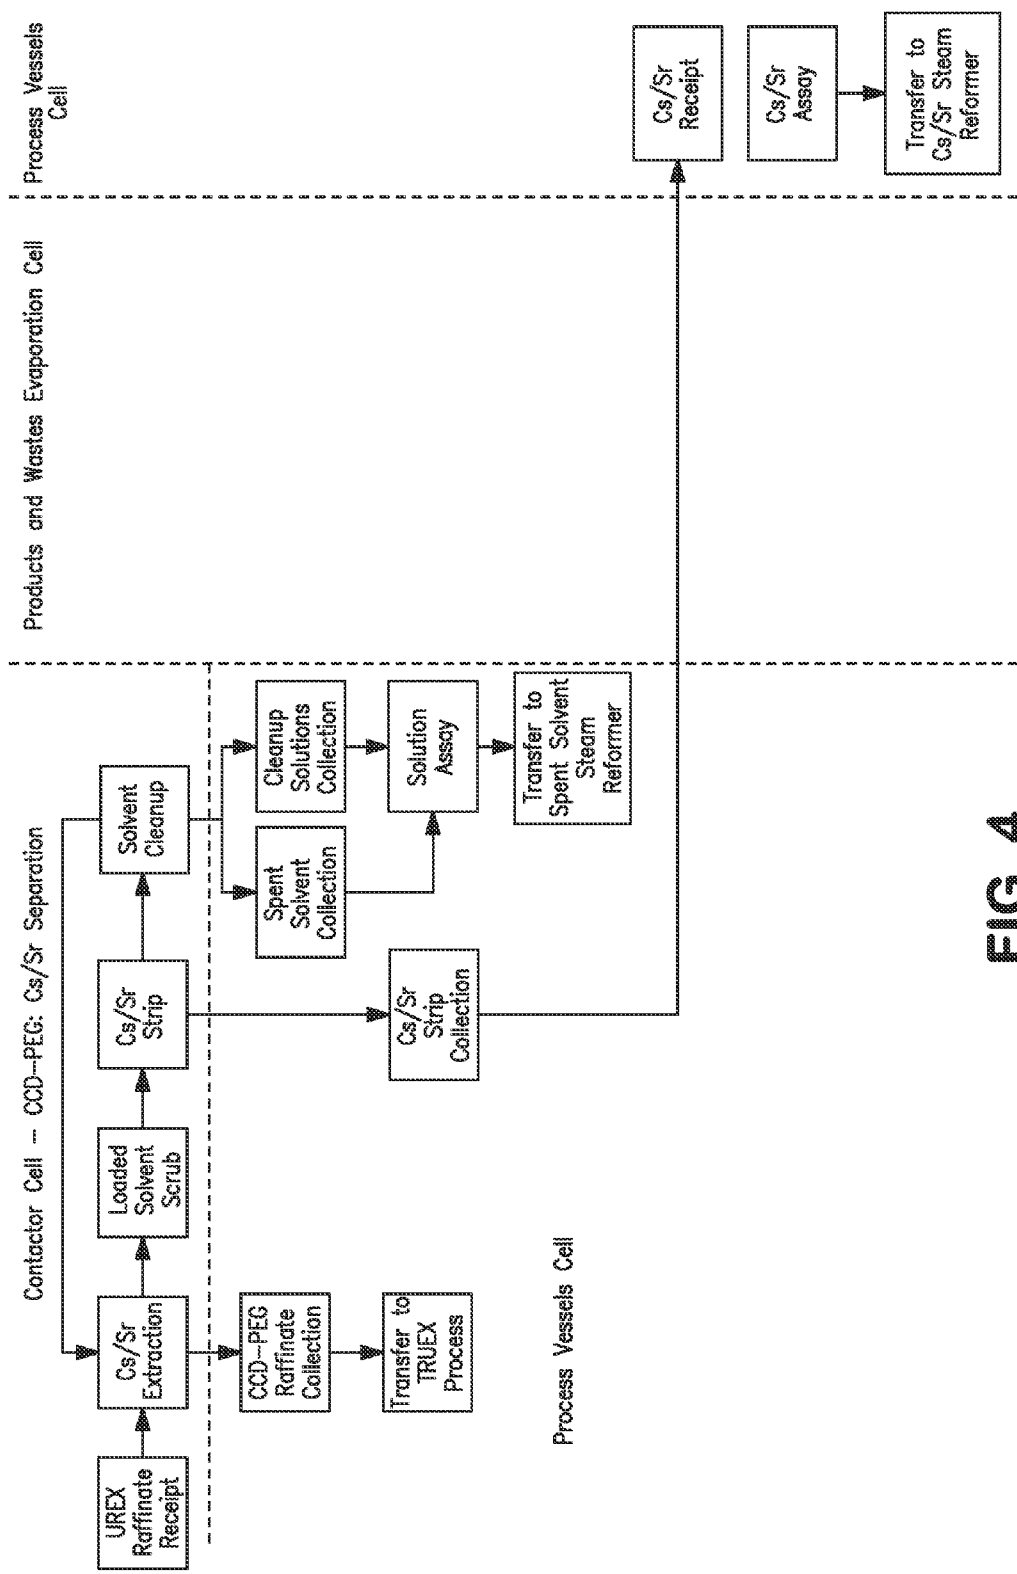 Contactor Cell – CCD–PEG: Cs/Sr Separation
Products and Wastes Evaporation Cell
Process Vessels
Cell
UREX
Raffinate
Receipt
Cs/Sr
Extraction
Loaded
Solvent
Scrub
Cs/Sr
Strip
Solvent
Cleanup
CCD–PEG
Raffinate
Collection
Transfer to
TRUEX
Process
Cs/Sr
Strip
Collection
Spent
Solvent
Collection
Cleanup
Solutions
Collection
Solution
Assay
Transfer to
Spent Solvent
Steam
Reformer
Process Vessels Cell
Cs/Sr
Receipt
Cs/Sr
Assay
Transfer to
Cs/Sr Steam
Reformer
FIG. 4